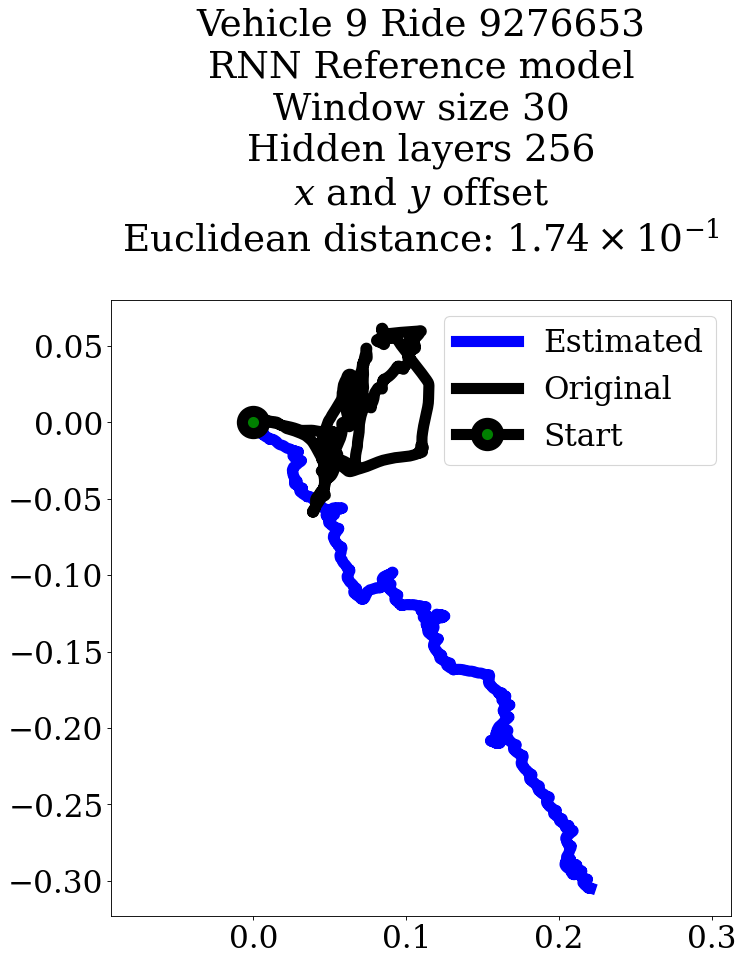 Vehicle 9 Ride 9276653
RNN Reference model
Window size 30
Hidden layers 256
x and y offset
Euclidean distance: 1.74 × 10⁻¹
Estimated
Original
Start
0.05
0.00
−0.05
−0.10
−0.15
−0.20
−0.25
−0.30
0.0 0.1 0.2 0.3